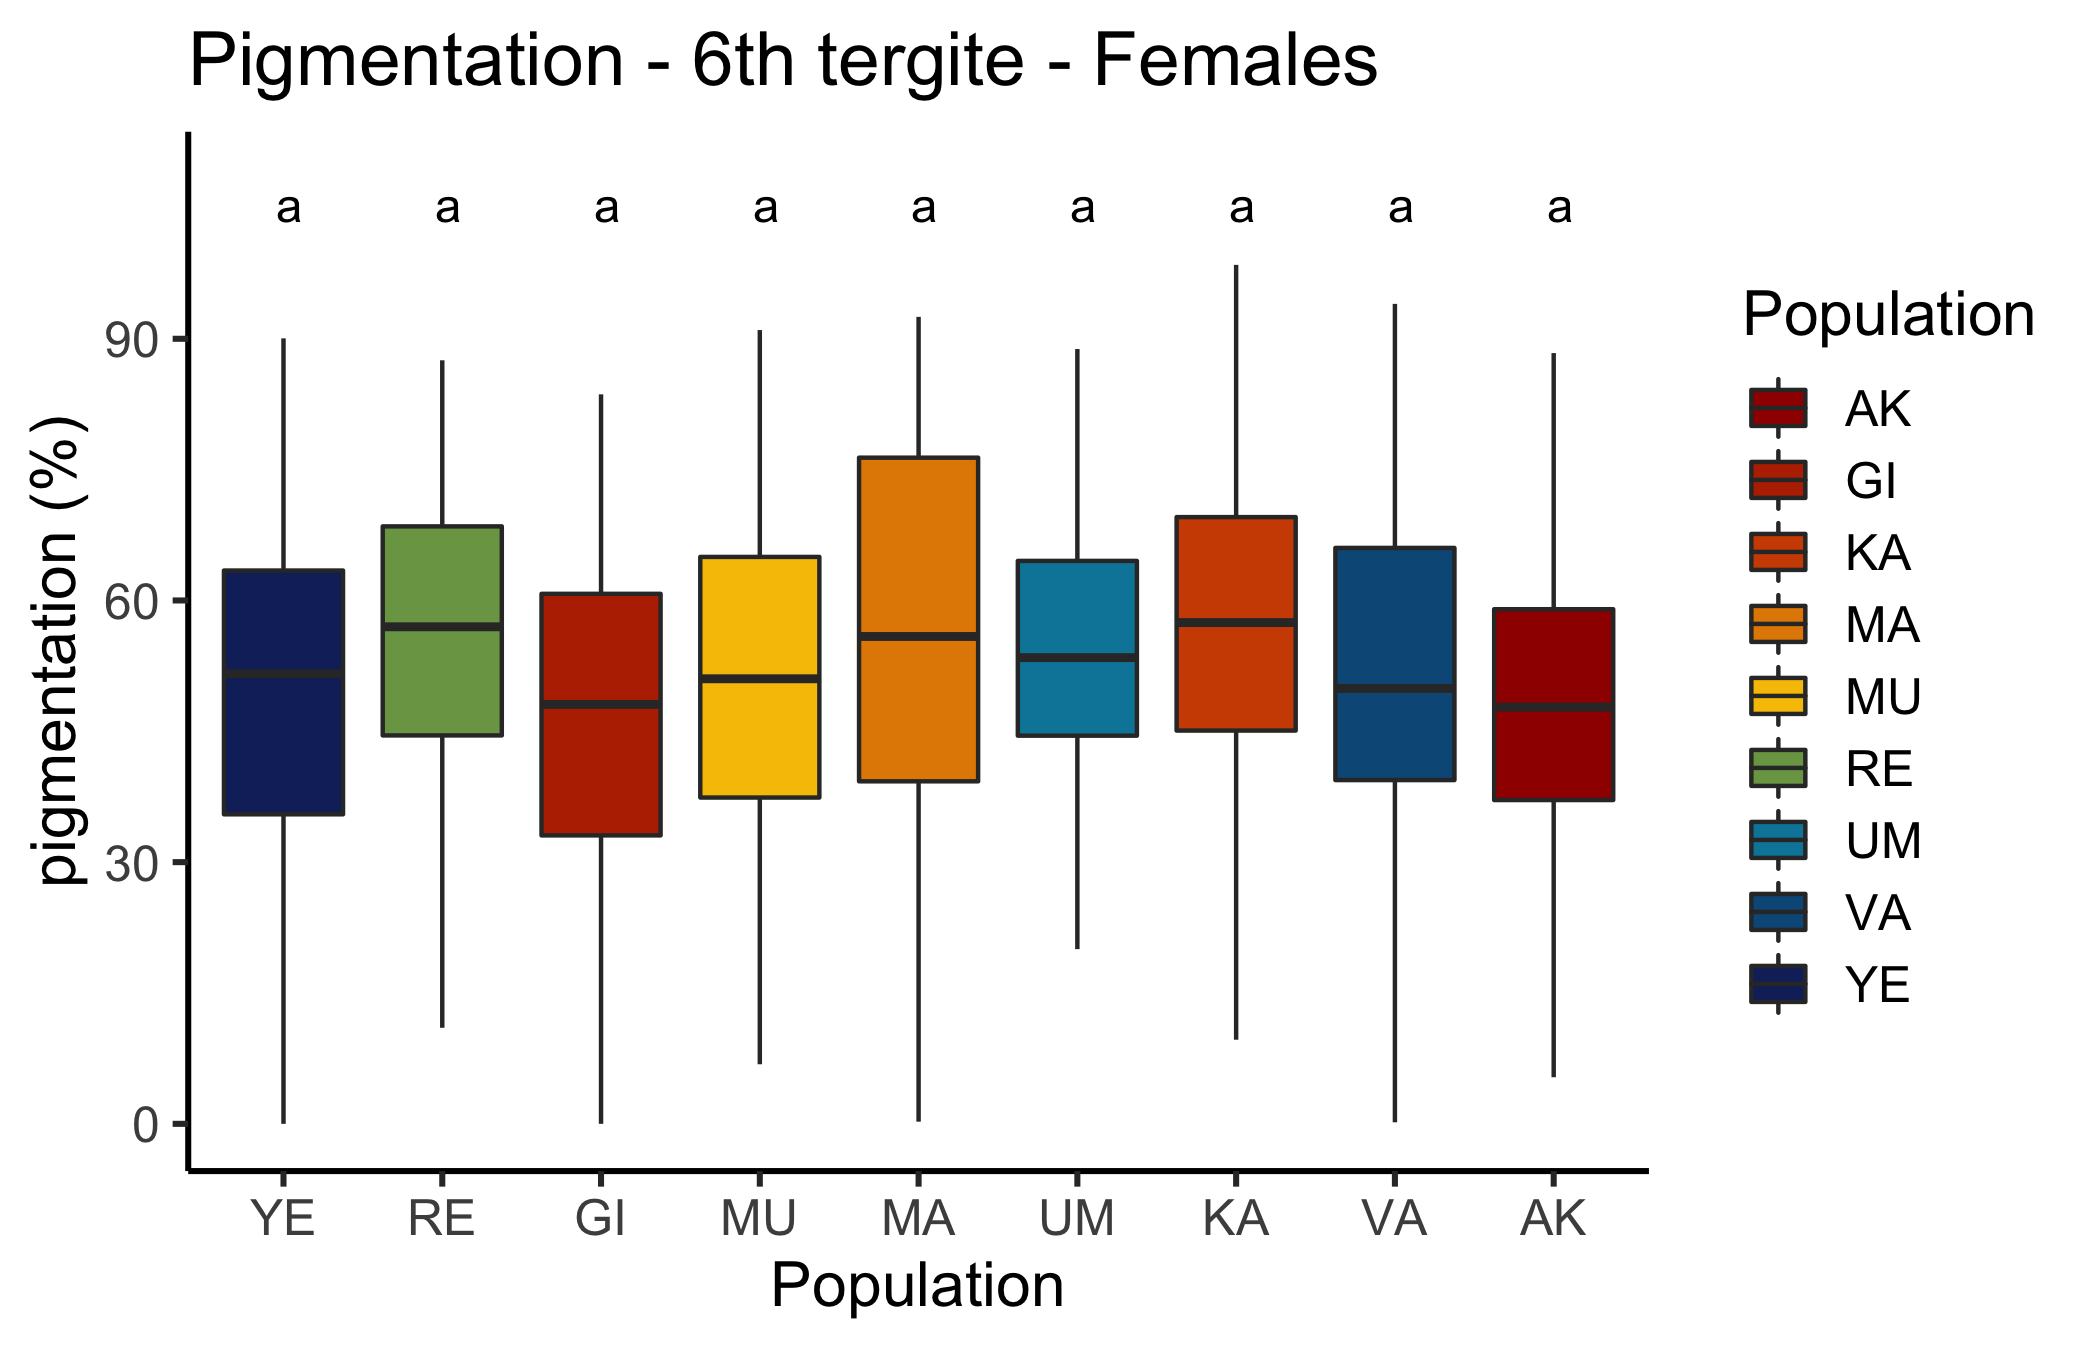 Pigmentation - 6th tergite - Females
a a a a a a a a a
pigmentation (%)
90
60
30
0
YE RE GI MU MA UM KA VA AK
Population
Population
AK
GI
KA
MA
MU
RE
UM
VA
YE